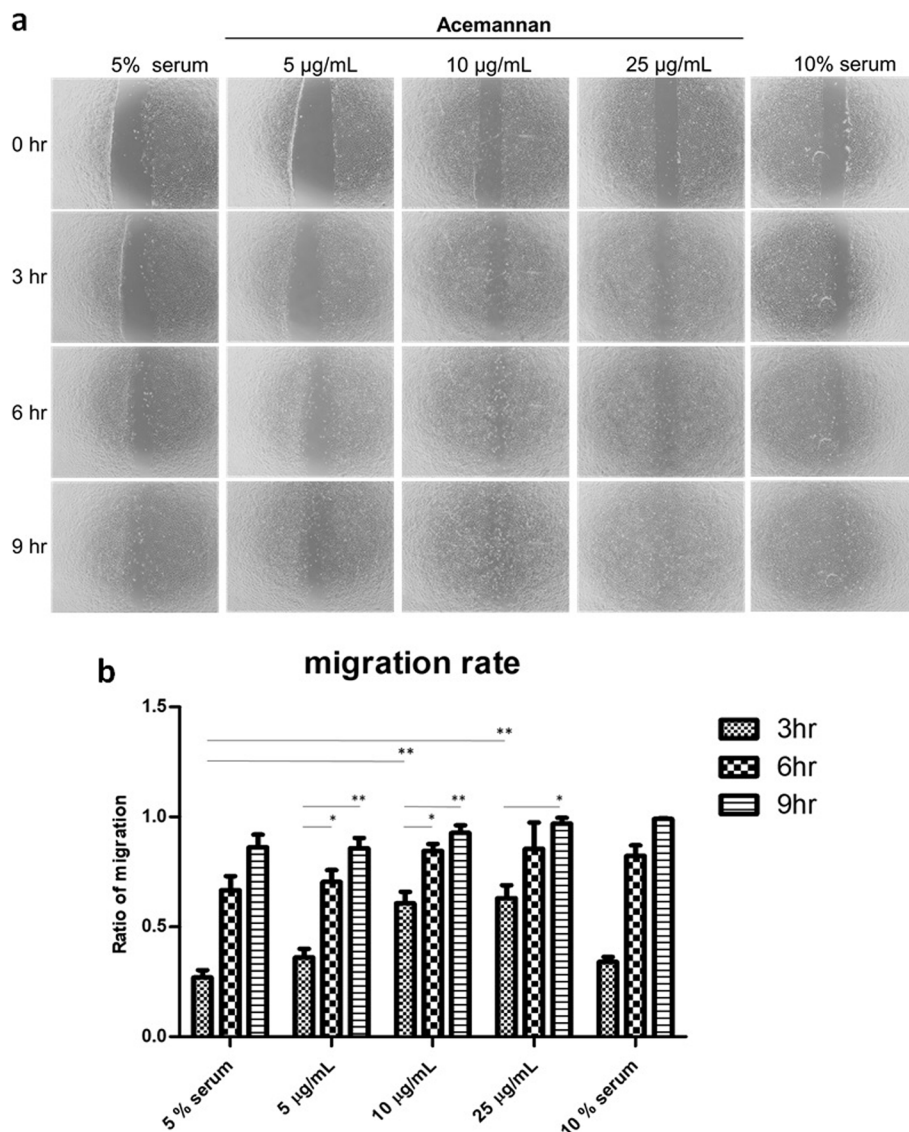 a
Acemannan
5% serum 5 µg/mL 10 µg/mL 25 µg/mL 10% serum
0 hr
3 hr
6 hr
9 hr
b
migration rate
Ratio of migration
1.5
1.0
0.5
0.0
**
**
** ** *
* *
3hr
6hr
9hr
5 % serum
5 µg/mL
10 µg/mL
25 µg/mL
10 % serum